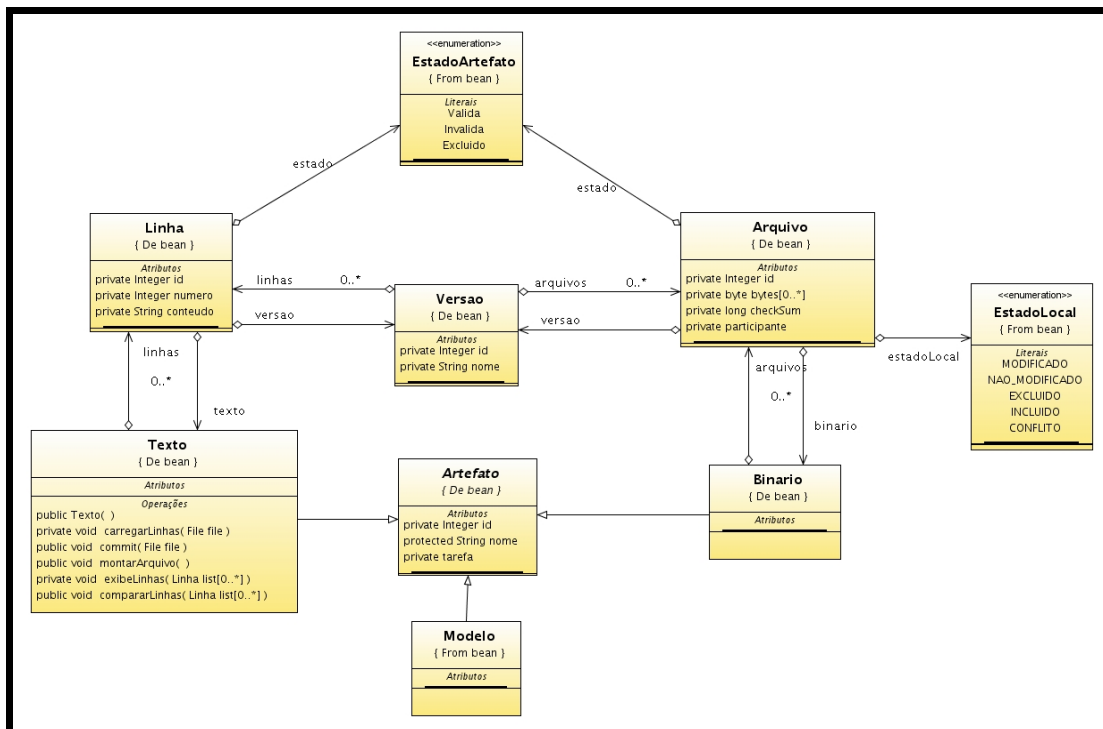 <<enumeration>>
EstadoArtefato
{ From bean }
Literais
Valida
Invalida
Excluido
estado
estado
Linha
{ De bean }
Atributos
private Integer id
private Integer numero
private String conteudo
linhas
0..*
versao
Versao
{ De bean }
Atributos
private Integer id
private String nome
arquivos
0..*
versao
Arquivo
{ De bean }
Atributos
private Integer id
private byte bytes[0..*]
private long checkSum
private participante
estadoLocal
<<enumeration>>
EstadoLocal
{ From bean }
Literais
MODIFICADO
NAO_MODIFICADO
EXCLUIDO
INCLUIDO
CONFLITO
linhas
0..*
texto
arquivos
0..*
binario
Texto
{ De bean }
Atributos
Operações
public Texto( )
private void carregarLinhas( File file )
public void commit( File file )
public void montarArquivo( )
private void exibeLinhas( Linha list[0..*] )
public void compararLinhas( Linha list[0..*] )
Artefato
{ De bean }
Atributos
private Integer id
protected String nome
private tarefa
Binario
{ De bean }
Atributos
Modelo
{ From bean }
Atributos